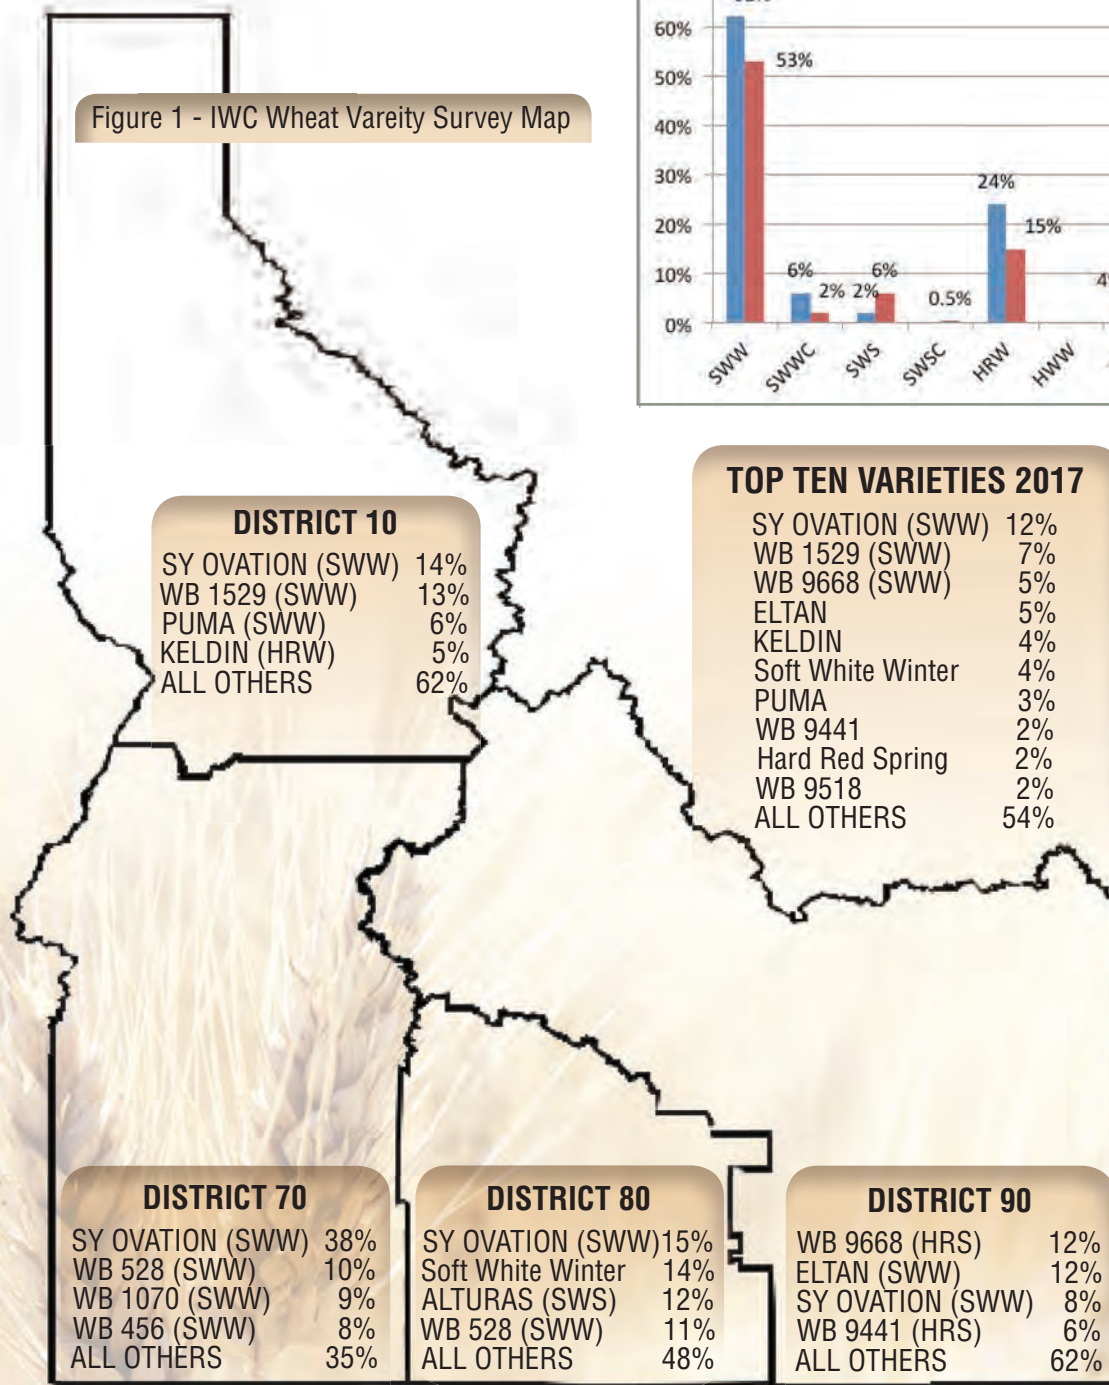 Figure 1 - IWC Wheat Vareity Survey Map
60%
50%
40%
30%
20%
10%
0%
53%
6%
2%
2%
6%
0.5%
24%
15%
SWW
SWWC
SWS
SWSC
HRW
HWW
TOP TEN VARIETIES 2017
SY OVATION (SWW) 12%
WB 1529 (SWW) 7%
WB 9668 (SWW) 5%
ELTAN 5%
KELDIN 4%
Soft White Winter 4%
PUMA 3%
WB 9441 2%
Hard Red Spring 2%
WB 9518 2%
ALL OTHERS 54%
DISTRICT 10
SY OVATION (SWW) 14%
WB 1529 (SWW) 13%
PUMA (SWW) 6%
KELDIN (HRW) 5%
ALL OTHERS 62%
DISTRICT 70
SY OVATION (SWW) 38%
WB 528 (SWW) 10%
WB 1070 (SWW) 9%
WB 456 (SWW) 8%
ALL OTHERS 35%
DISTRICT 80
SY OVATION (SWW) 15%
Soft White Winter 14%
ALTURAS (SWS) 12%
WB 528 (SWW) 11%
ALL OTHERS 48%
DISTRICT 90
WB 9668 (HRS) 12%
ELTAN (SWW) 12%
SY OVATION (SWW) 8%
WB 9441 (HRS) 6%
ALL OTHERS 62%